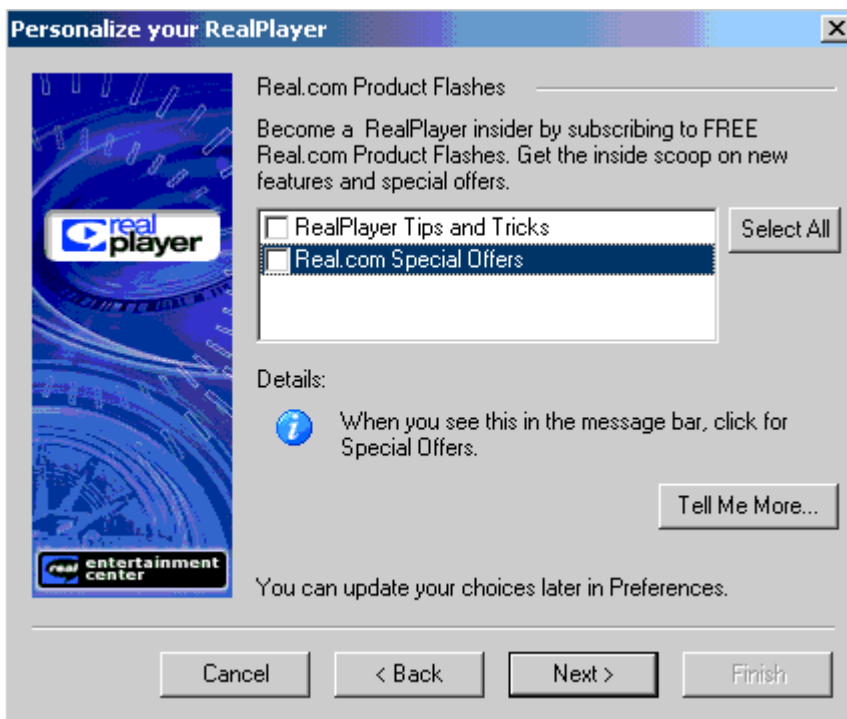 Personalize your RealPlayer
real
player
real entertainment
center
Real.com Product Flashes
Become a RealPlayer insider by subscribing to FREE
Real.com Product Flashes. Get the inside scoop on new
features and special offers.
RealPlayer Tips and Tricks
Real.com Special Offers
Select All
Details:
When you see this in the message bar, click for
Special Offers.
Tell Me More...
You can update your choices later in Preferences.
Cancel
< Back
Next >
Finish